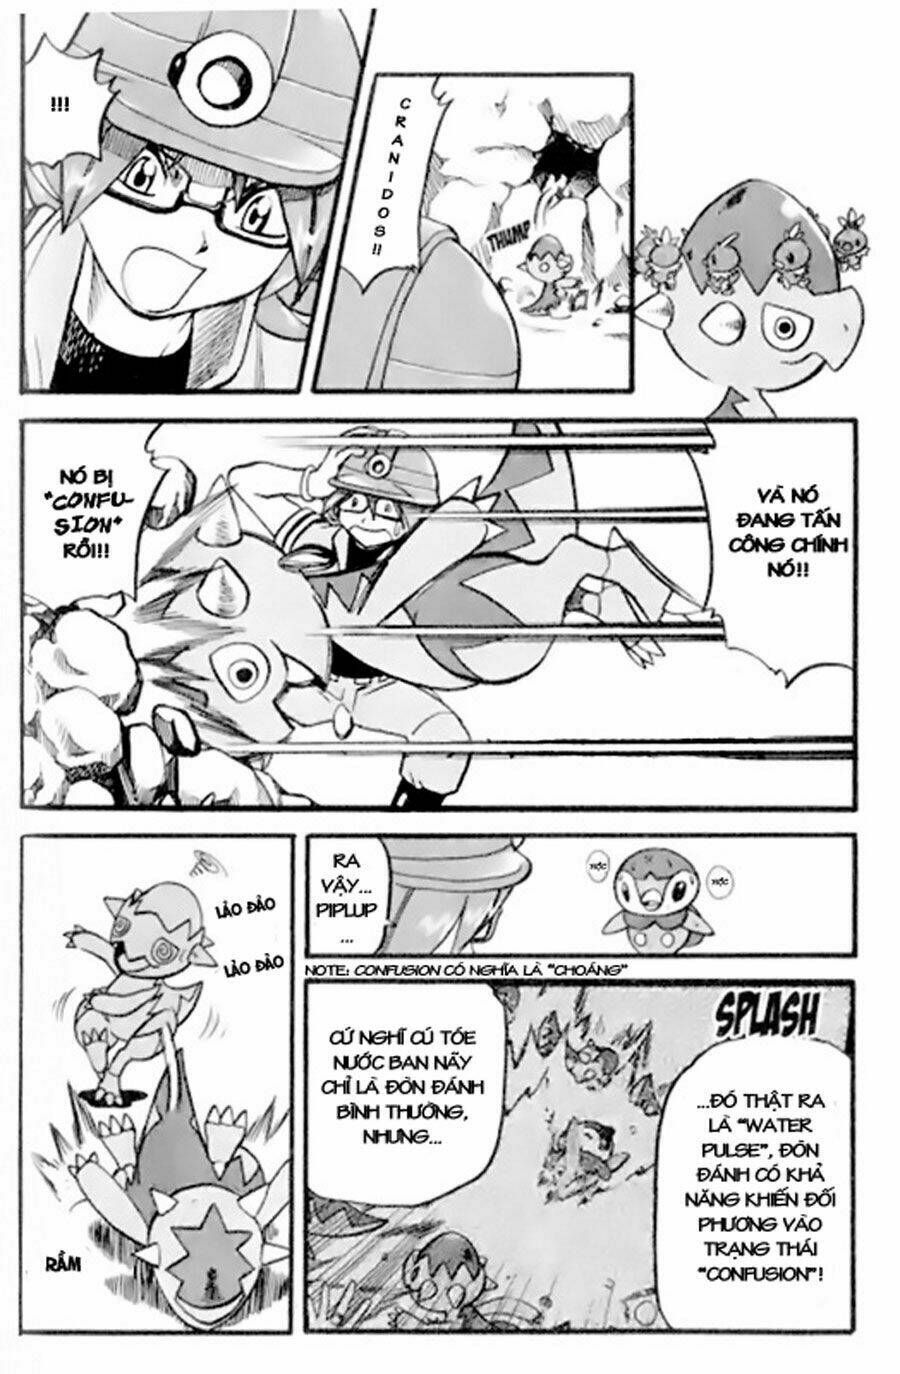 !!!
C
R
A
N
I
D
O
S
!!
THUMP
NÓ BỊ
"CONFU-
SION"
RỒI!!
VÀ NÓ
ĐANG TẤN
CÔNG CHÍNH
NÓ!!
LẢO ĐẢO
LẢO ĐẢO
RẦM
RA
VẬY...
PIPLUP
...
HỘC
HỘC
NOTE: CONFUSION CÓ NGHĨA LÀ "CHOÁNG"
CỨ NGHĨ CÚ TÓE
NƯỚC BAN NÃY
CHỈ LÀ ĐÒN ĐÁNH
BÌNH THƯỜNG,
NHƯNG...
SPLASH
...ĐÓ THẬT RA
LÀ "WATER
PULSE", ĐÒN
ĐÁNH CÓ KHẢ
NĂNG KHIẾN ĐỐI
PHƯƠNG VÀO
TRẠNG THÁI
"CONFUSION"!